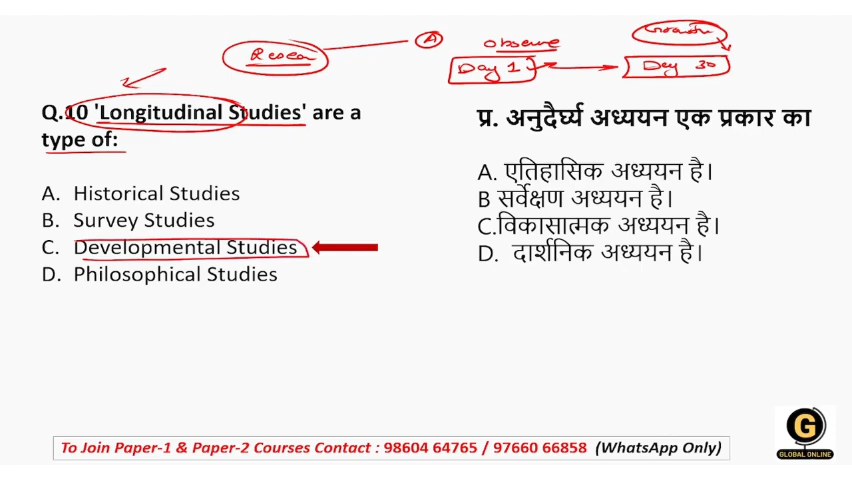 Observe
A
Day 1
Day 30
Growth
Q.10 'Longitudinal Studies' are a
type of:
A. Historical Studies
B. Survey Studies
C. Developmental Studies
D. Philosophical Studies
प्र. अनुदैर्घ्य अध्ययन एक प्रकार का
A. एतिहासिक अध्ययन है।
B सर्वेक्षण अध्ययन है।
C.विकासात्मक अध्ययन है।
D. दार्शनिक अध्ययन है।
G
GLOBAL ONLINE
To Join Paper-1 & Paper-2 Courses Contact : 98604 64765 / 97660 66858 (WhatsApp Only)